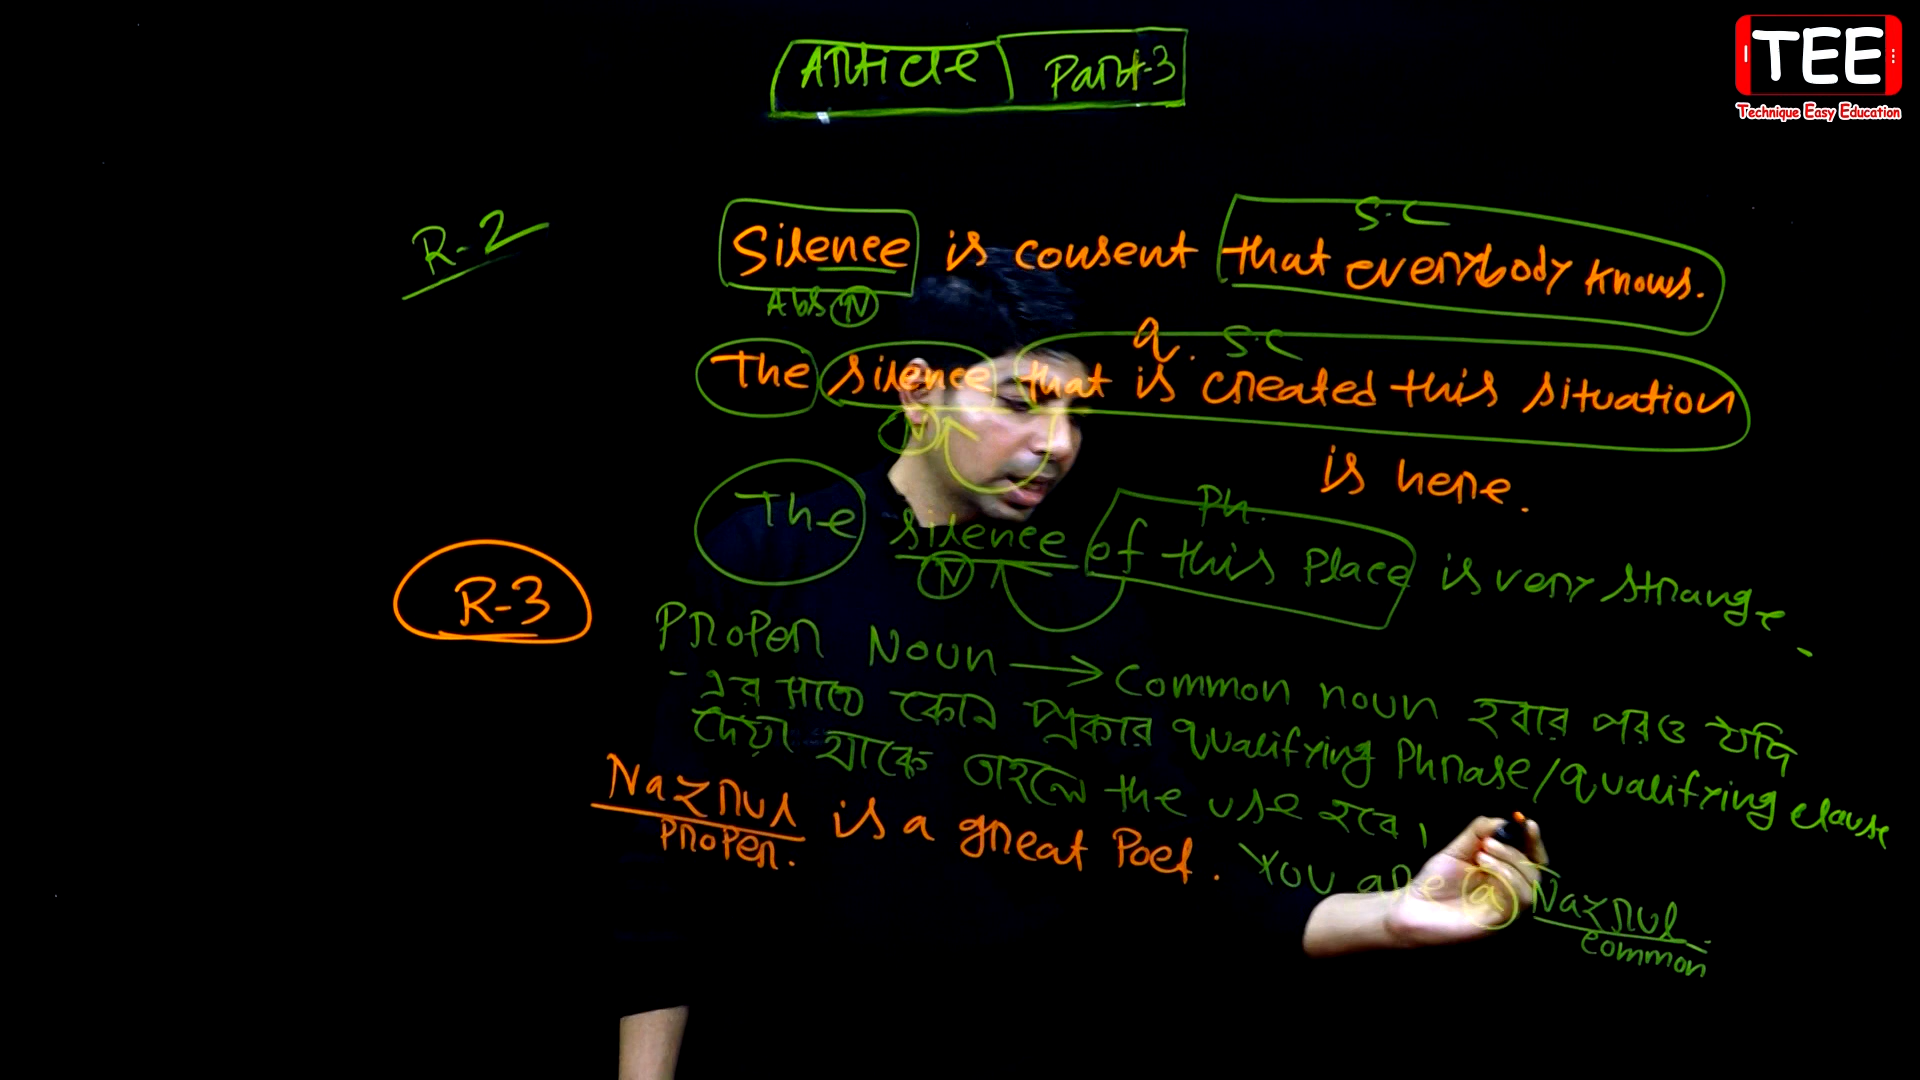 Article Part-3
TEE
Technique Easy Education
R-2
S.C
Silence is consent that everybody knows.
Abs N
q. S.C
The silence that is created this situation
N
is here.
Ph.
The silence of this place is very strange.
N
R-3
Proper Noun → Common noun হবার পরও যদি
-এর সাথে কোন প্রকার qualifying Phrase/qualifying clause
দেয়া থাকে তাহলে the use হবে।
Nazrul is a great Poet. You are a Nazrul.
Proper. common